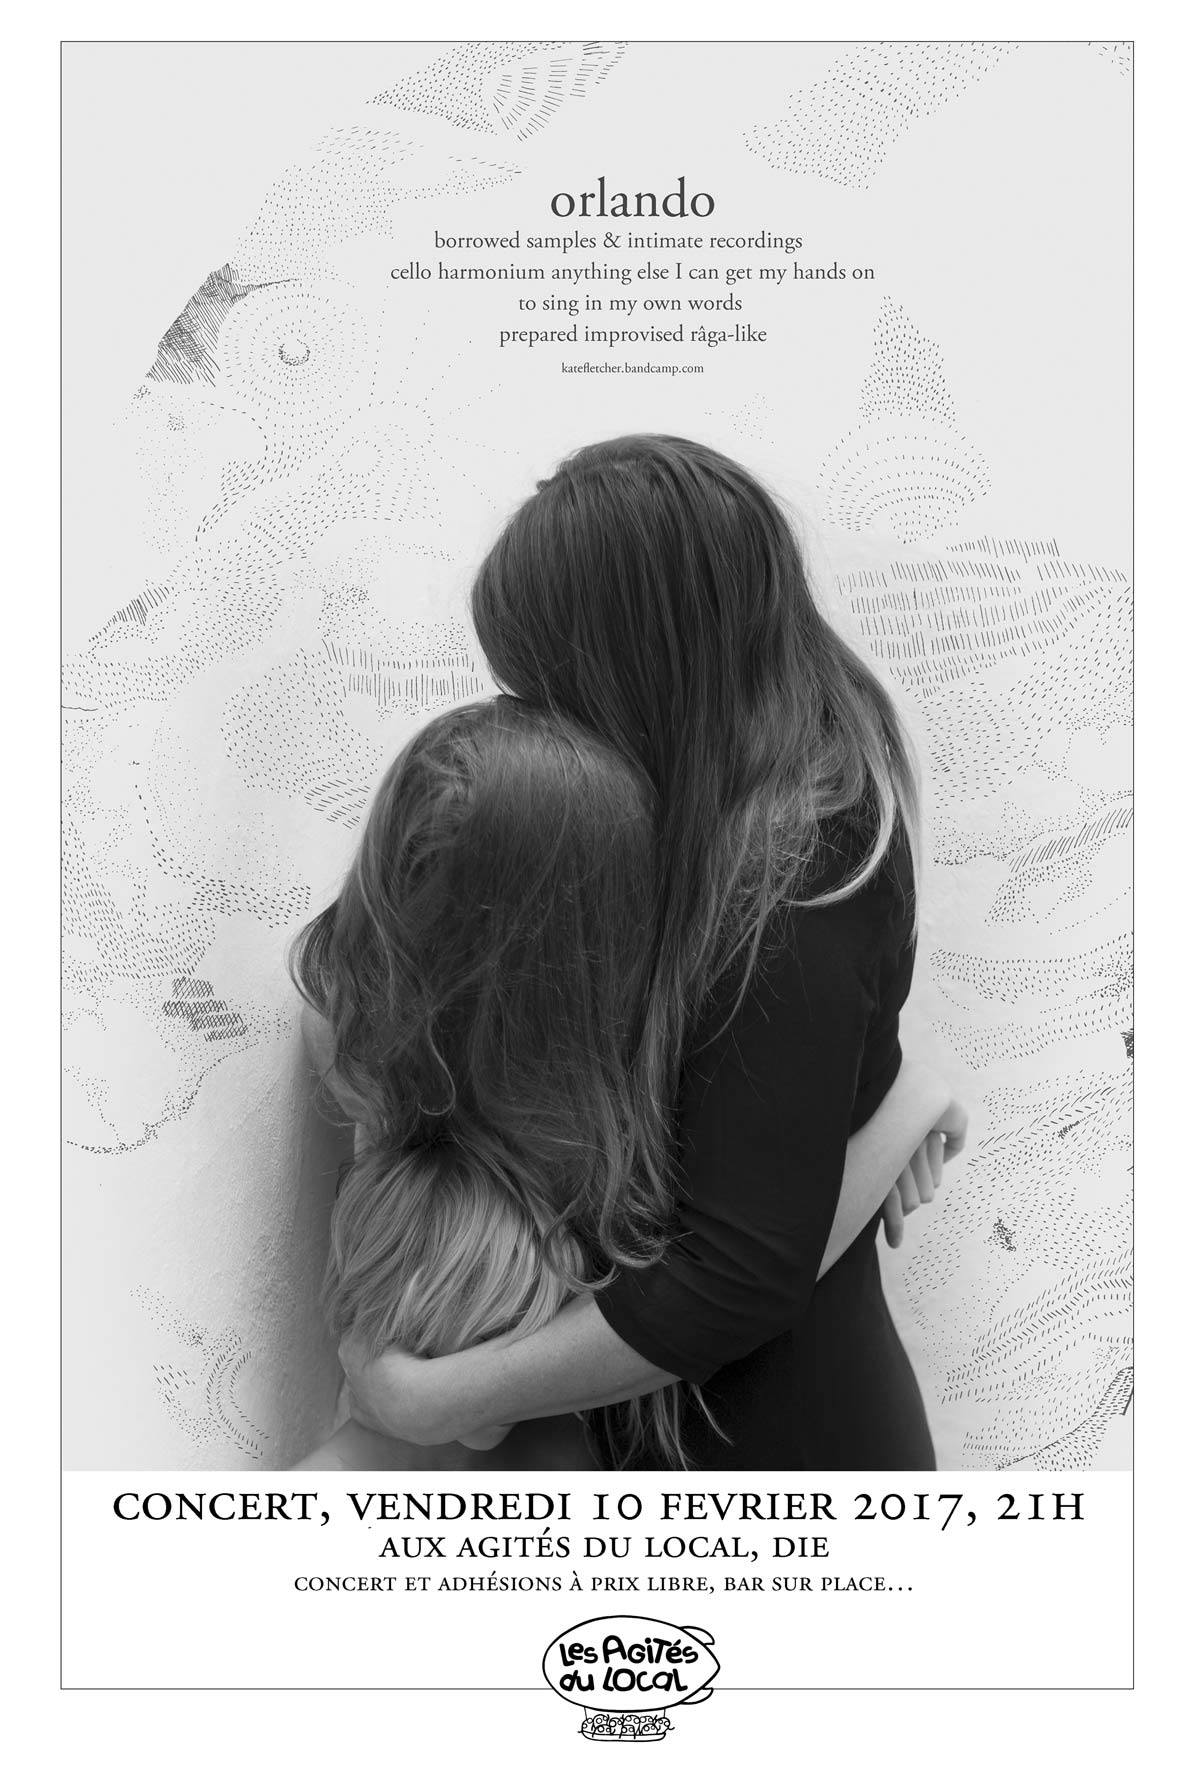 orlando
borrowed samples & intimate recordings
cello harmonium anything else I can get my hands on
to sing in my own words
prepared improvised râga-like
katefletcher.bandcamp.com
CONCERT, VENDREDI 10 FEVRIER 2017, 21H
AUX AGITÉS DU LOCAL, DIE
CONCERT ET ADHÉSIONS À PRIX LIBRE, BAR SUR PLACE...
Les AGiTés
du LOCAL